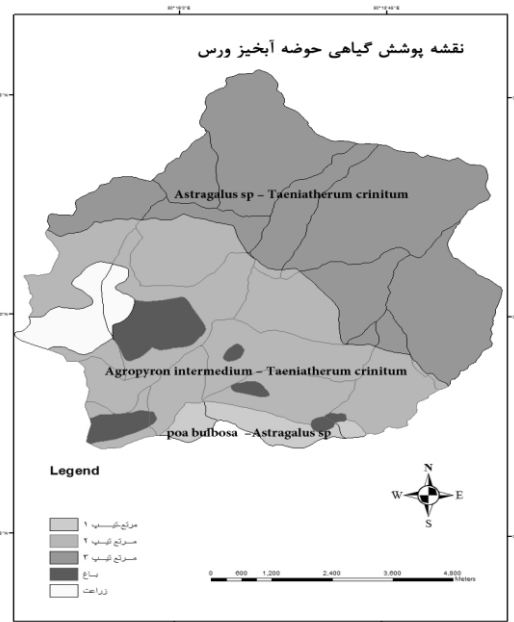 نقشه پوشش گیاهی حوضه آبخیز ورس
Astragalus sp – Taeniatherum crinitum
Agropyron intermedium – Taeniatherum crinitum
poa bulbosa –Astragalus sp
Legend
مرتع-تیپ ۱
مرتع تیپ ۲
مرتع تیپ ۳
باغ
زراعت
N
W E
S
0 600 1,200 2,400 3,600 4,800
Meters